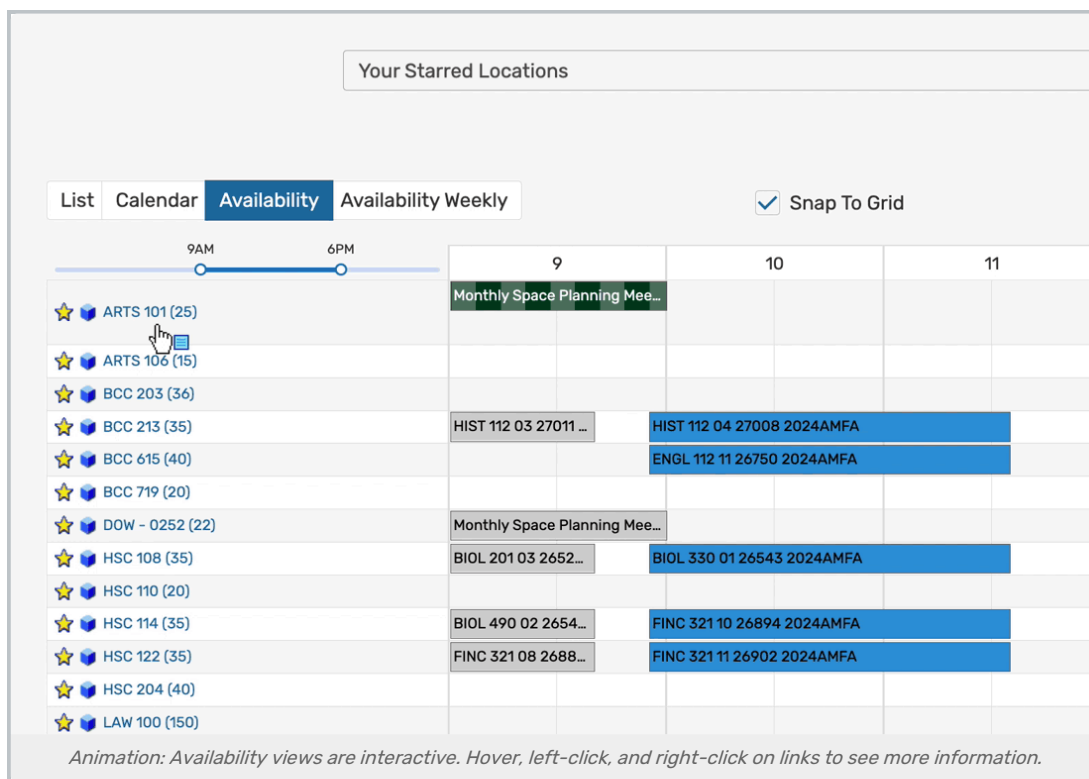 Your Starred Locations
List Calendar Availability Availability Weekly Snap To Grid
9AM 6PM
9 10 11
Monthly Space Planning Mee...
ARTS 101 (25)
ARTS 106 (15)
BCC 203 (36)
BCC 213 (35) HIST 112 03 27011 ... HIST 112 04 27008 2024AMFA
BCC 615 (40) ENGL 112 11 26750 2024AMFA
BCC 719 (20)
DOW - 0252 (22) Monthly Space Planning Mee...
HSC 108 (35) BIOL 201 03 2652... BIOL 330 01 26543 2024AMFA
HSC 110 (20)
HSC 114 (35) BIOL 490 02 2654... FINC 321 10 26894 2024AMFA
HSC 122 (35) FINC 321 08 2688... FINC 321 11 26902 2024AMFA
HSC 204 (40)
LAW 100 (150)
Animation: Availability views are interactive. Hover, left-click, and right-click on links to see more information.